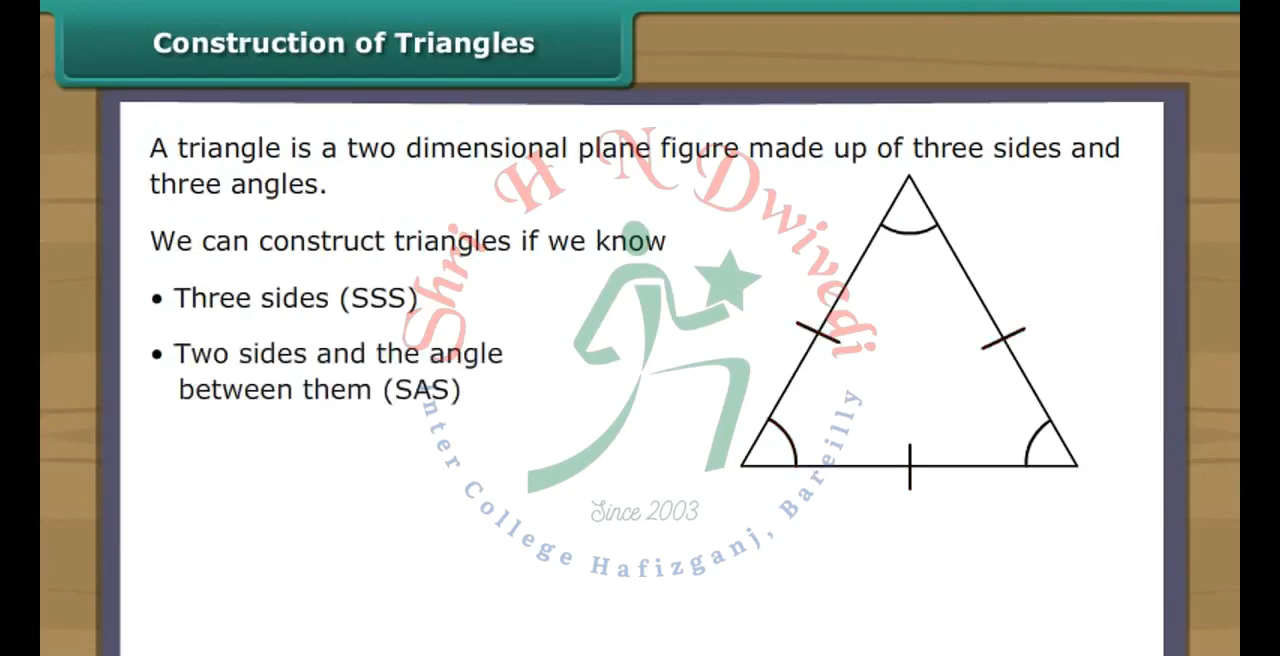 Construction of Triangles
A triangle is a two dimensional plane figure made up of three sides and
three angles.
We can construct triangles if we know
• Three sides (SSS)
• Two sides and the angle
between them (SAS)
Shri H N Dwivedi
Inter College Hafizganj, Bareilly
Since 2003